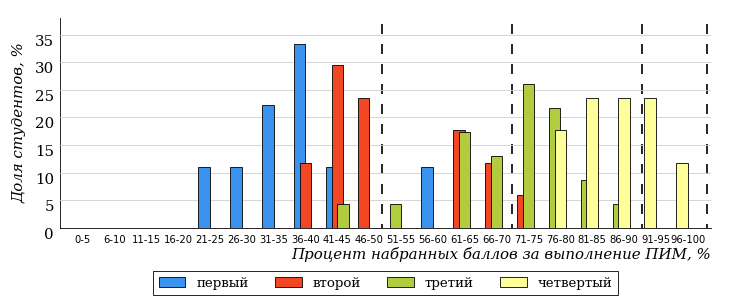 Доля студентов, %
35
30
25
20
15
10
5
0
0-5 6-10 11-15 16-20 21-25 26-30 31-35 36-40 41-45 46-50 51-55 56-60 61-65 66-70 71-75 76-80 81-85 86-90 91-95 96-100
Процент набранных баллов за выполнение ПИМ, %
первый второй третий четвертый